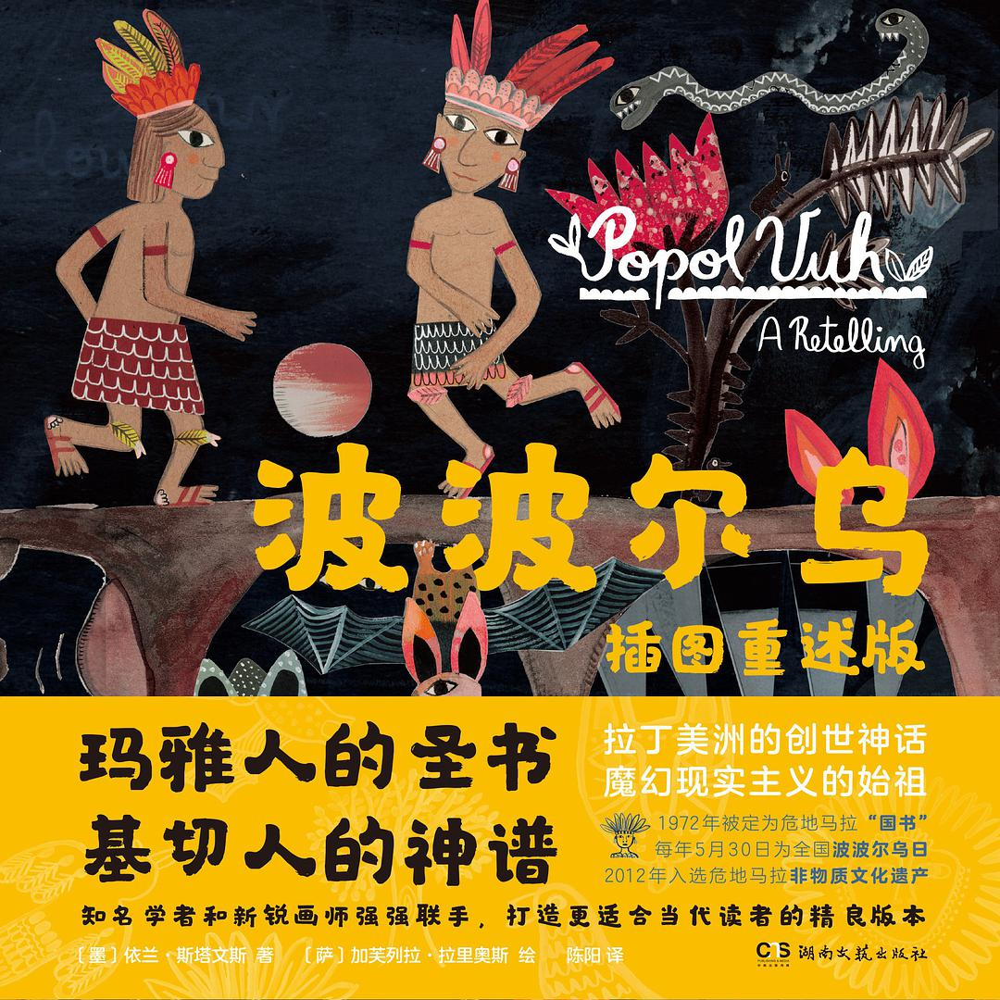 Popol Vuh
A Retelling
波波尔乌
插图重述版
玛雅人的圣书
基切人的神谱
拉丁美洲的创世神话
魔幻现实主义的始祖
1972年被定为危地马拉“国书”
每年5月30日为全国波波尔乌日
2012年入选危地马拉非物质文化遗产
知名学者和新锐画师强强联手，打造更适合当代读者的精良版本
〔墨〕依兰·斯塔文斯 著 〔萨〕加芙列拉·拉里奥斯 绘 陈阳 译
CNS 湖南文艺出版社